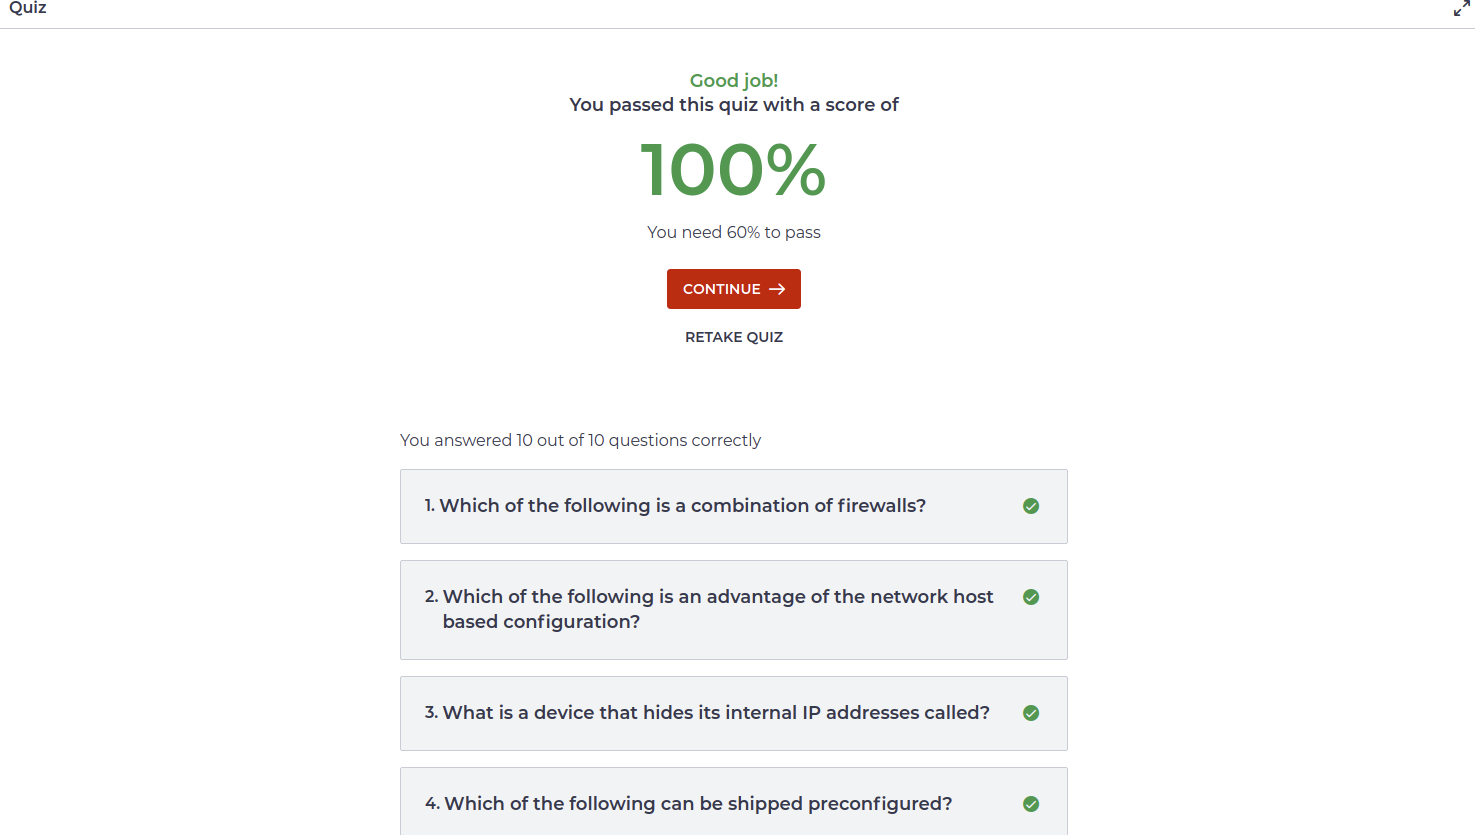 Quiz
Good job!
You passed this quiz with a score of
100%
You need 60% to pass
CONTINUE
RETAKE QUIZ
You answered 10 out of 10 questions correctly
1. Which of the following is a combination of firewalls?
2. Which of the following is an advantage of the network host
based configuration?
3. What is a device that hides its internal IP addresses called?
4. Which of the following can be shipped preconfigured?